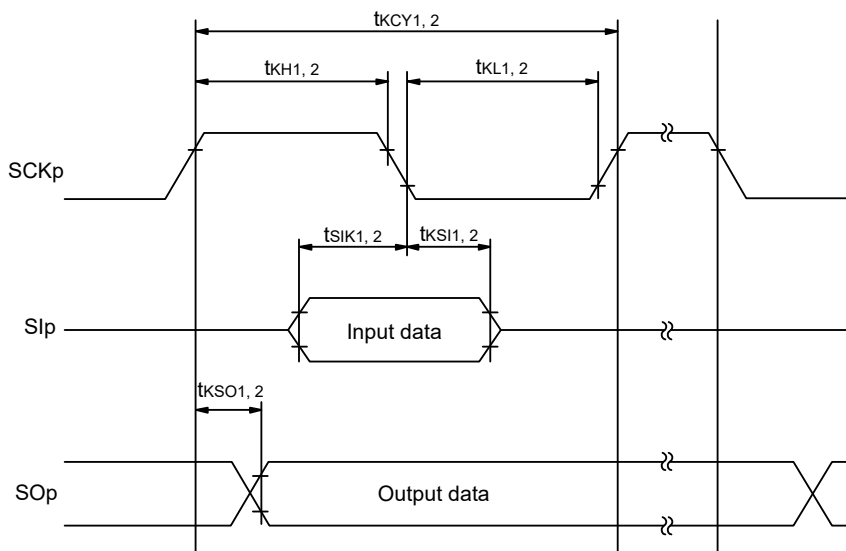 tKCY1, 2
tKH1, 2
tKL1, 2
SCKp
tSIK1, 2
tKSI1, 2
SIp
Input data
tKSO1, 2
SOp
Output data